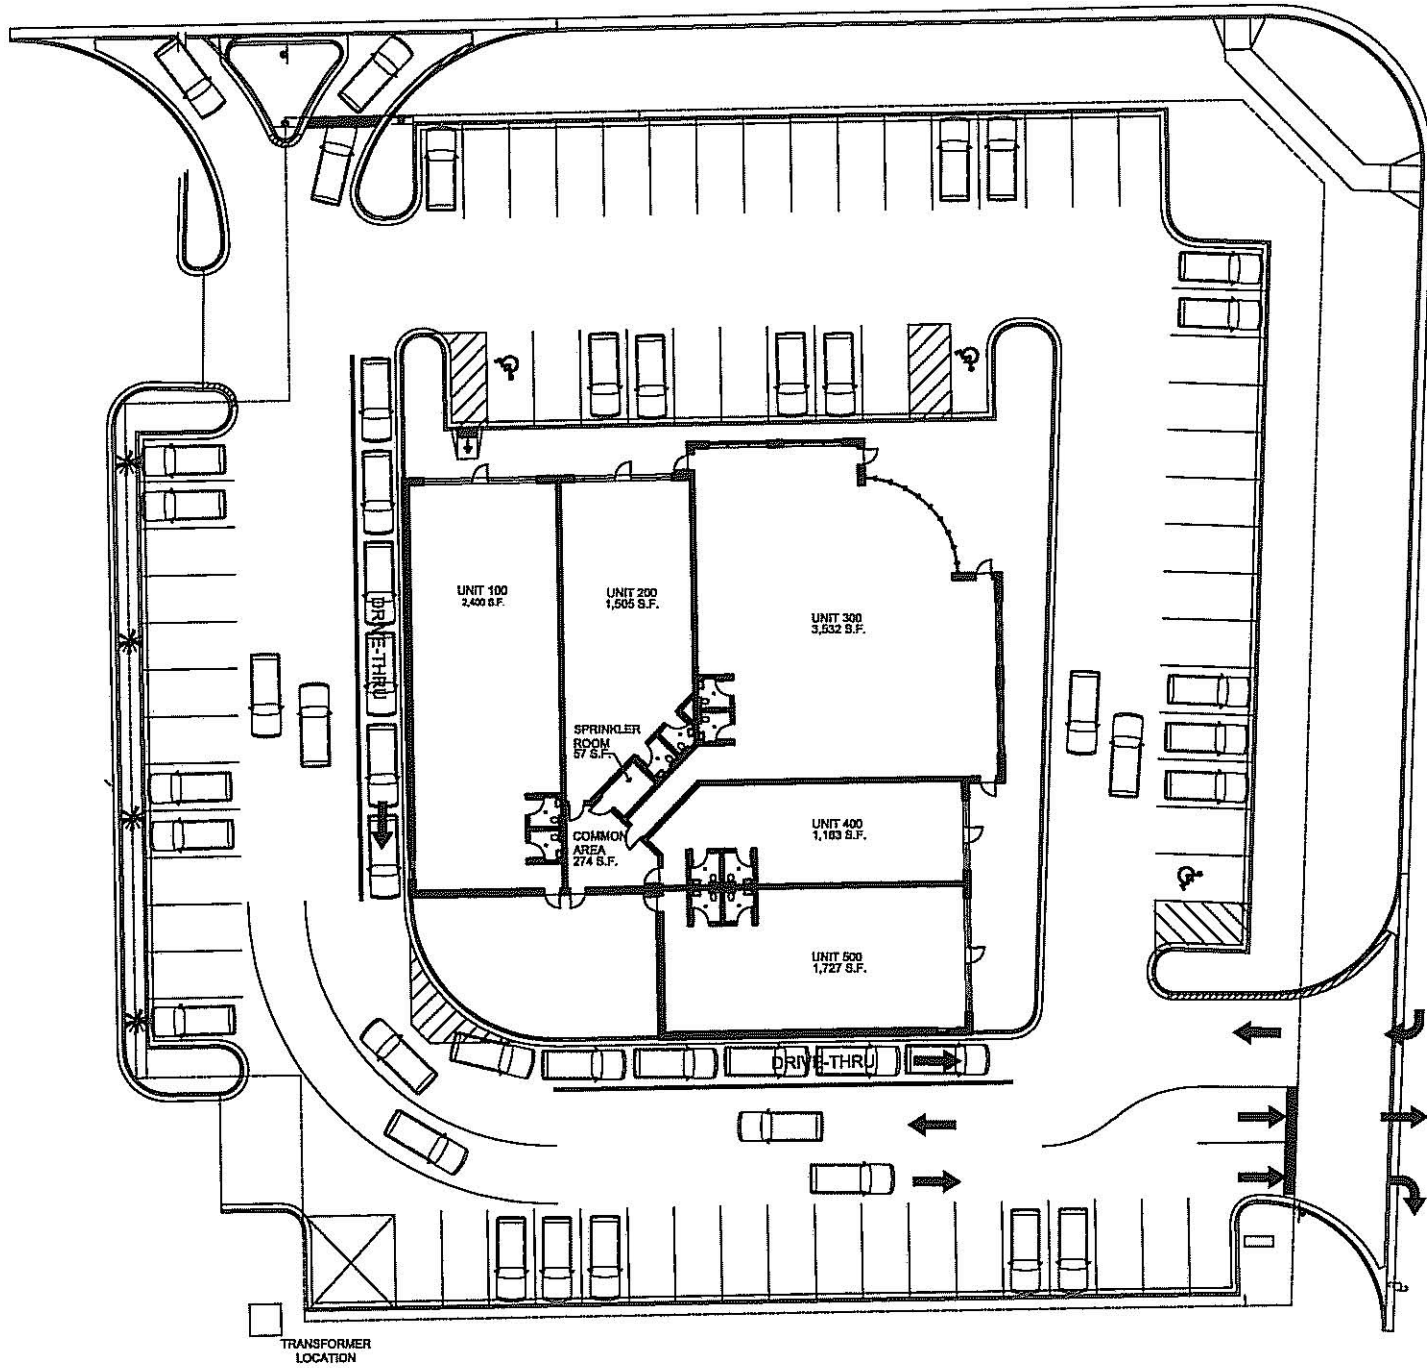 DRIVE-THRU
UNIT 100
2,400 S.F.
UNIT 200
1,505 S.F.
UNIT 300
3,532 S.F.
SPRINKLER
ROOM
57 S.F.
COMMON
AREA
274 S.F.
UNIT 400
1,183 S.F.
UNIT 500
1,727 S.F.
DRIVE-THRU
TRANSFORMER
LOCATION